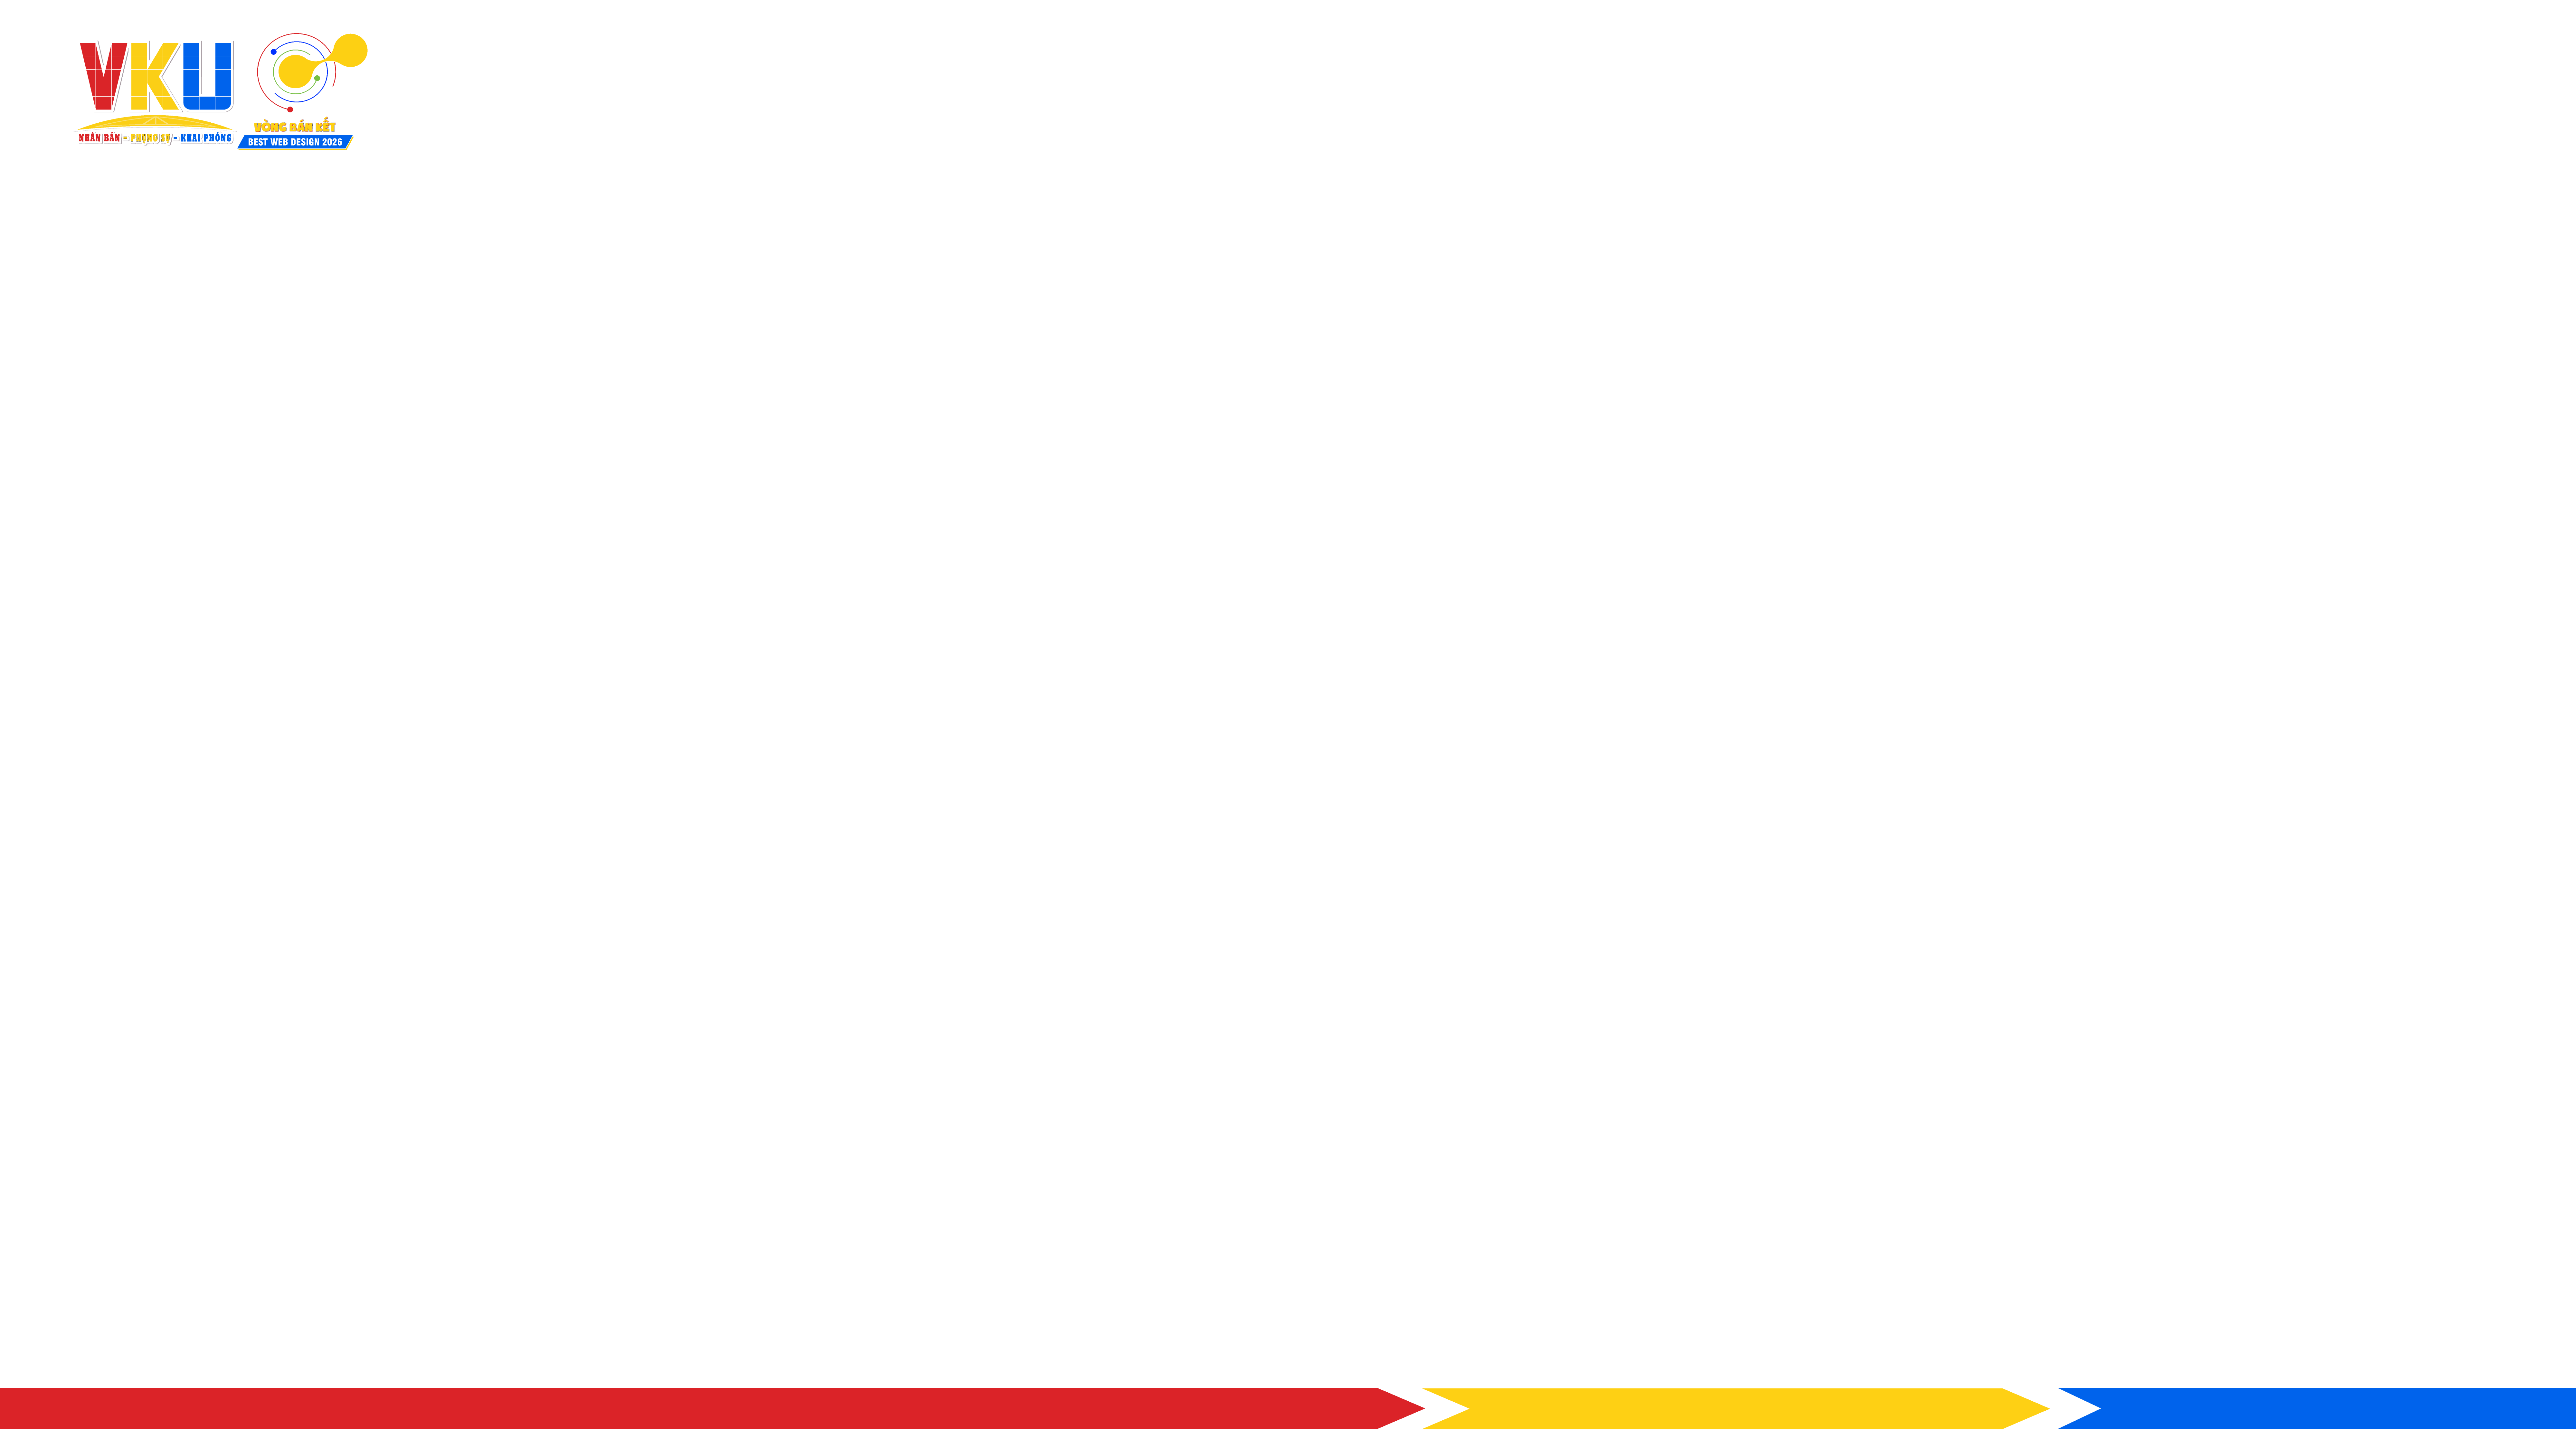 VKU
NHÂN BẢN - PHỤNG SỰ - KHAI PHÓNG
VÒNG BÁN KẾT
BEST WEB DESIGN 2026